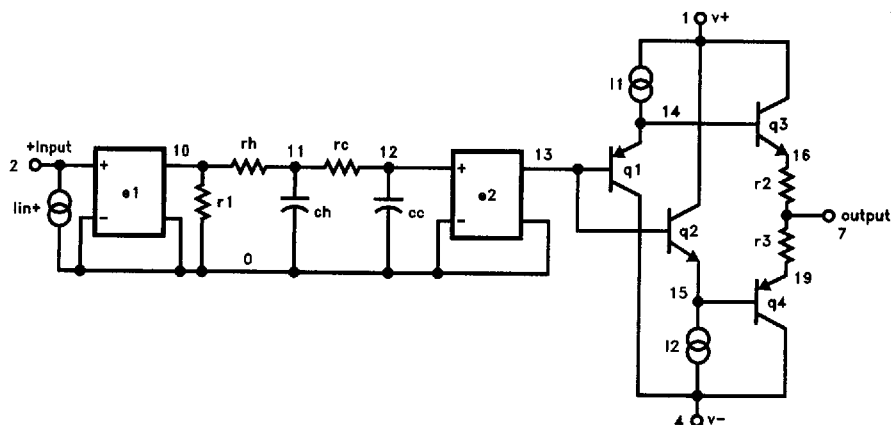 1 v+
I1
14
q3
+Input
10
rh
11
rc
12
13
16
2
+
+
q1
r2
e1
r1
e2
output
Iin+
ch
cc
q2
7
−
−
r3
0
15
19
q4
I2
4 v-